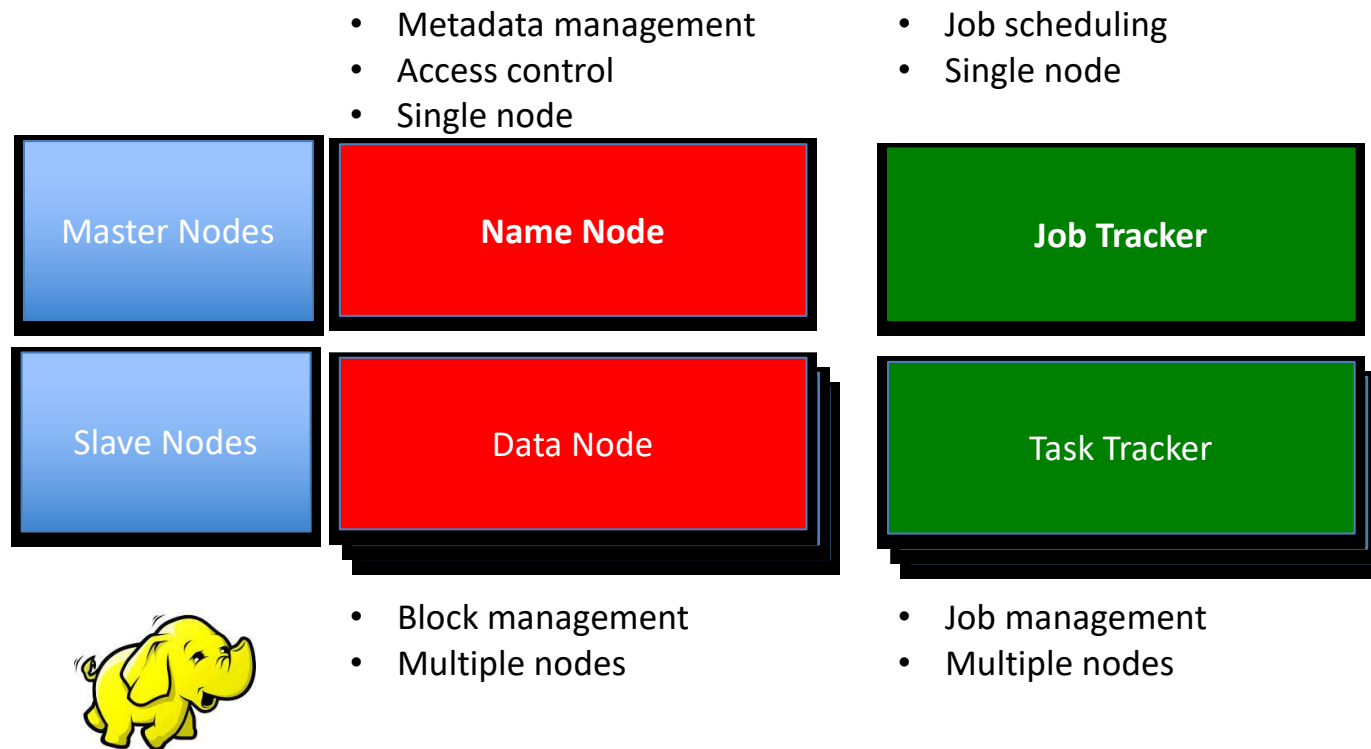 • Metadata management
• Access control
• Single node
• Job scheduling
• Single node
Master Nodes
Name Node
Job Tracker
Slave Nodes
Data Node
Task Tracker
• Block management
• Multiple nodes
• Job management
• Multiple nodes